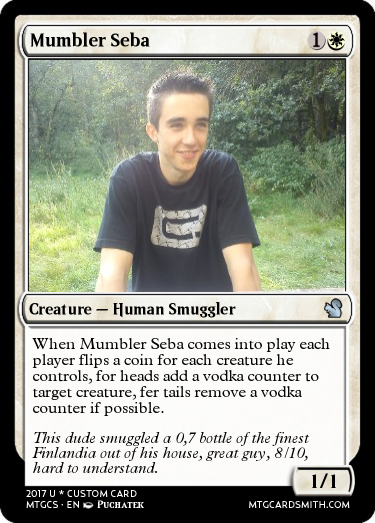 Mumbler Seba 1
Creature — Human Smuggler
When Mumbler Seba comes into play each
player flips a coin for each creature he
controls, for heads add a vodka counter to
target creature, fer tails remove a vodka
counter if possible.
This dude smuggled a 0,7 bottle of the finest
Finlandia out of his house, great guy, 8/10,
hard to understand.
1/1
2017 U * CUSTOM CARD
MTGCS · EN PUCHATEK
MTGCARDSMITH.COM